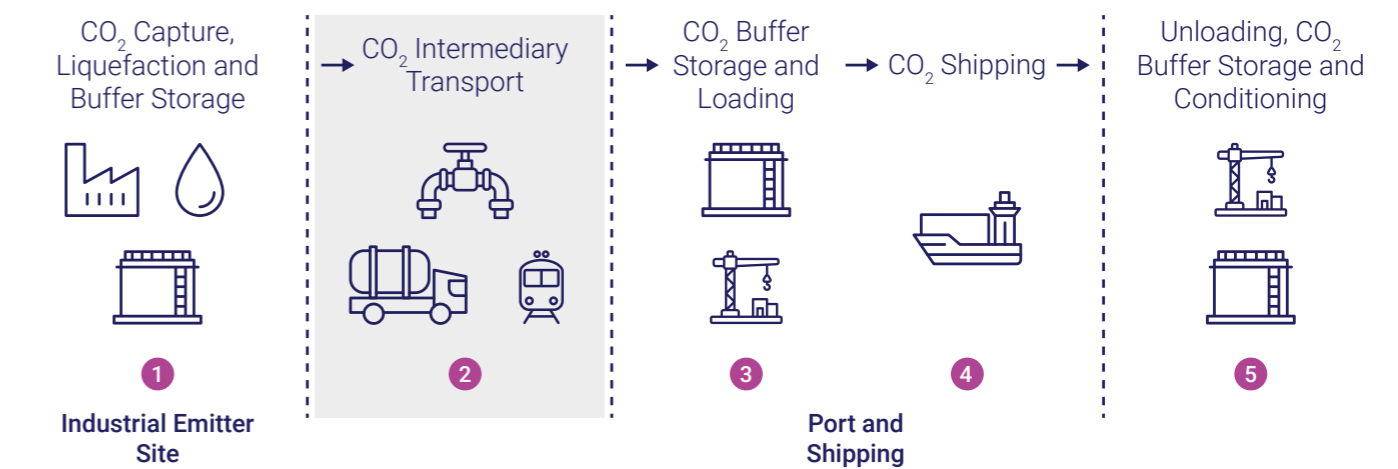 CO₂ Capture,
Liquefaction and
Buffer Storage
CO₂ Intermediary
Transport
CO₂ Buffer
Storage and
Loading
CO₂ Shipping
Unloading, CO₂
Buffer Storage and
Conditioning
1
2
3
4
5
Industrial Emitter
Site
Port and
Shipping